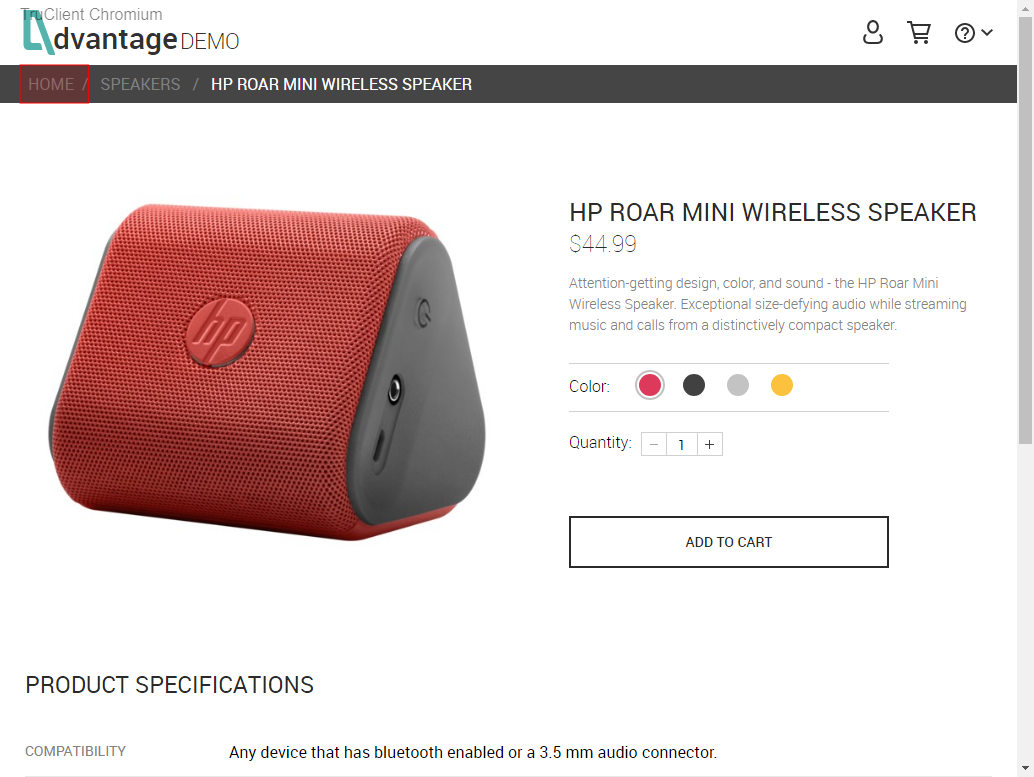 TruClient Chromium
dvantage DEMO
HOME / SPEAKERS / HP ROAR MINI WIRELESS SPEAKER
hp
HP ROAR MINI WIRELESS SPEAKER
$44.99
Attention-getting design, color, and sound - the HP Roar Mini
Wireless Speaker. Exceptional size-defying audio while streaming
music and calls from a distinctively compact speaker.
Color:
Quantity: − 1 +
ADD TO CART
PRODUCT SPECIFICATIONS
COMPATIBILITY Any device that has bluetooth enabled or a 3.5 mm audio connector.